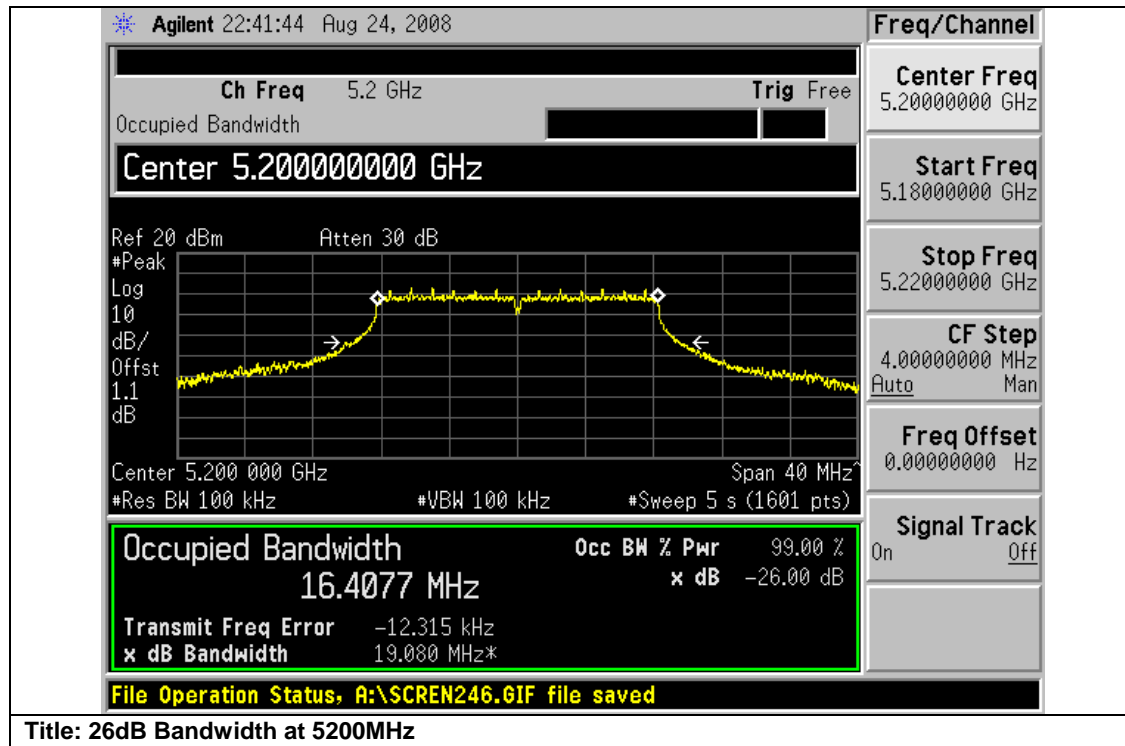 Agilent 22:41:44 Aug 24, 2008
Freq/Channel
Ch Freq 5.2 GHz Trig Free
Occupied Bandwidth
Center 5.200000000 GHz
Ref 20 dBm Atten 30 dB
#Peak
Log
10
dB/
Offst
1.1
dB
Center 5.200 000 GHz Span 40 MHz^
#Res BW 100 kHz #VBW 100 kHz #Sweep 5 s (1601 pts)
Occupied Bandwidth Occ BW % Pwr 99.00 %
16.4077 MHz x dB -26.00 dB
Transmit Freq Error -12.315 kHz
x dB Bandwidth 19.080 MHz*
File Operation Status, A:\SCREN246.GIF file saved
Center Freq
5.20000000 GHz
Start Freq
5.18000000 GHz
Stop Freq
5.22000000 GHz
CF Step
4.00000000 MHz
Auto Man
Freq Offset
0.00000000 Hz
Signal Track
On Off
Title: 26dB Bandwidth at 5200MHz